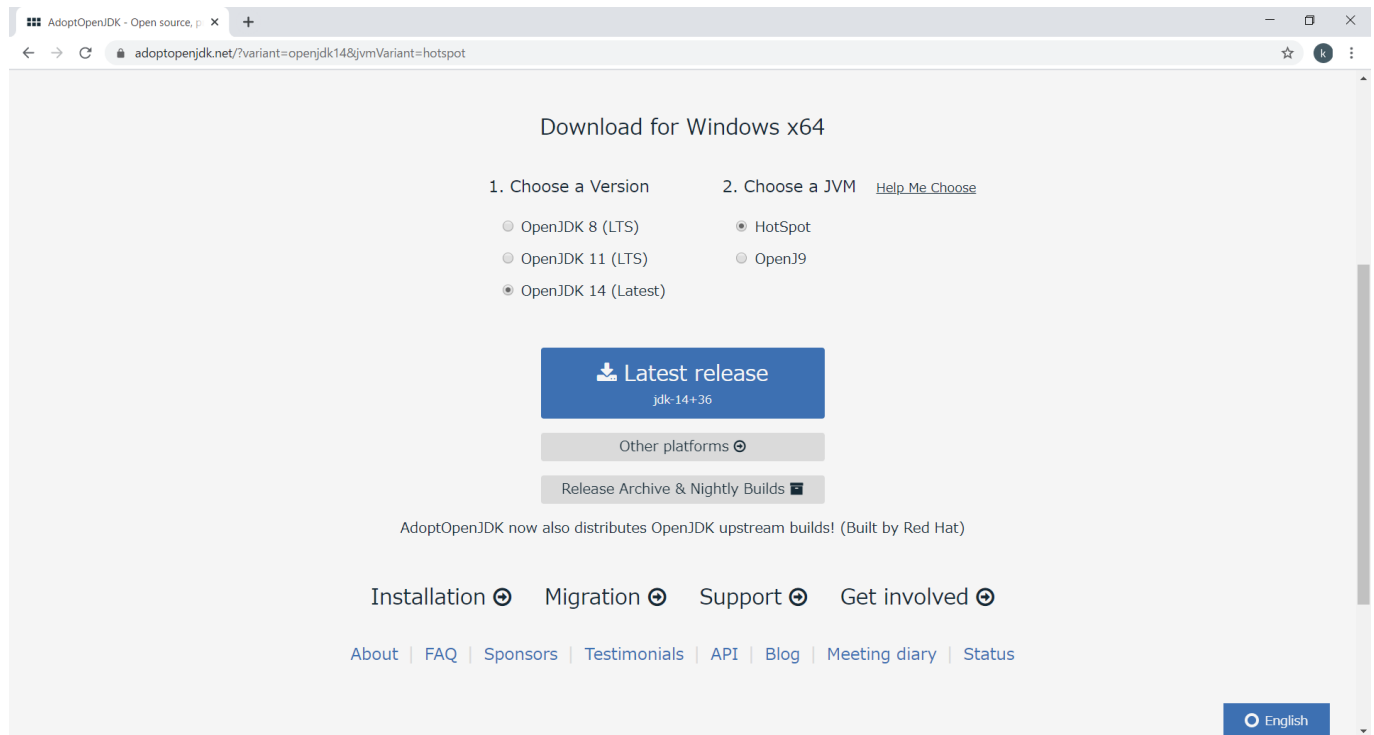 AdoptOpenJDK - Open source, p
adoptopenjdk.net/?variant=openjdk14&jvmVariant=hotspot
k
Download for Windows x64
1. Choose a Version
2. Choose a JVM Help Me Choose
OpenJDK 8 (LTS)
HotSpot
OpenJDK 11 (LTS)
OpenJ9
OpenJDK 14 (Latest)
Latest release
jdk-14+36
Other platforms
Release Archive & Nightly Builds
AdoptOpenJDK now also distributes OpenJDK upstream builds! (Built by Red Hat)
Installation Migration Support Get involved
About | FAQ | Sponsors | Testimonials | API | Blog | Meeting diary | Status
English